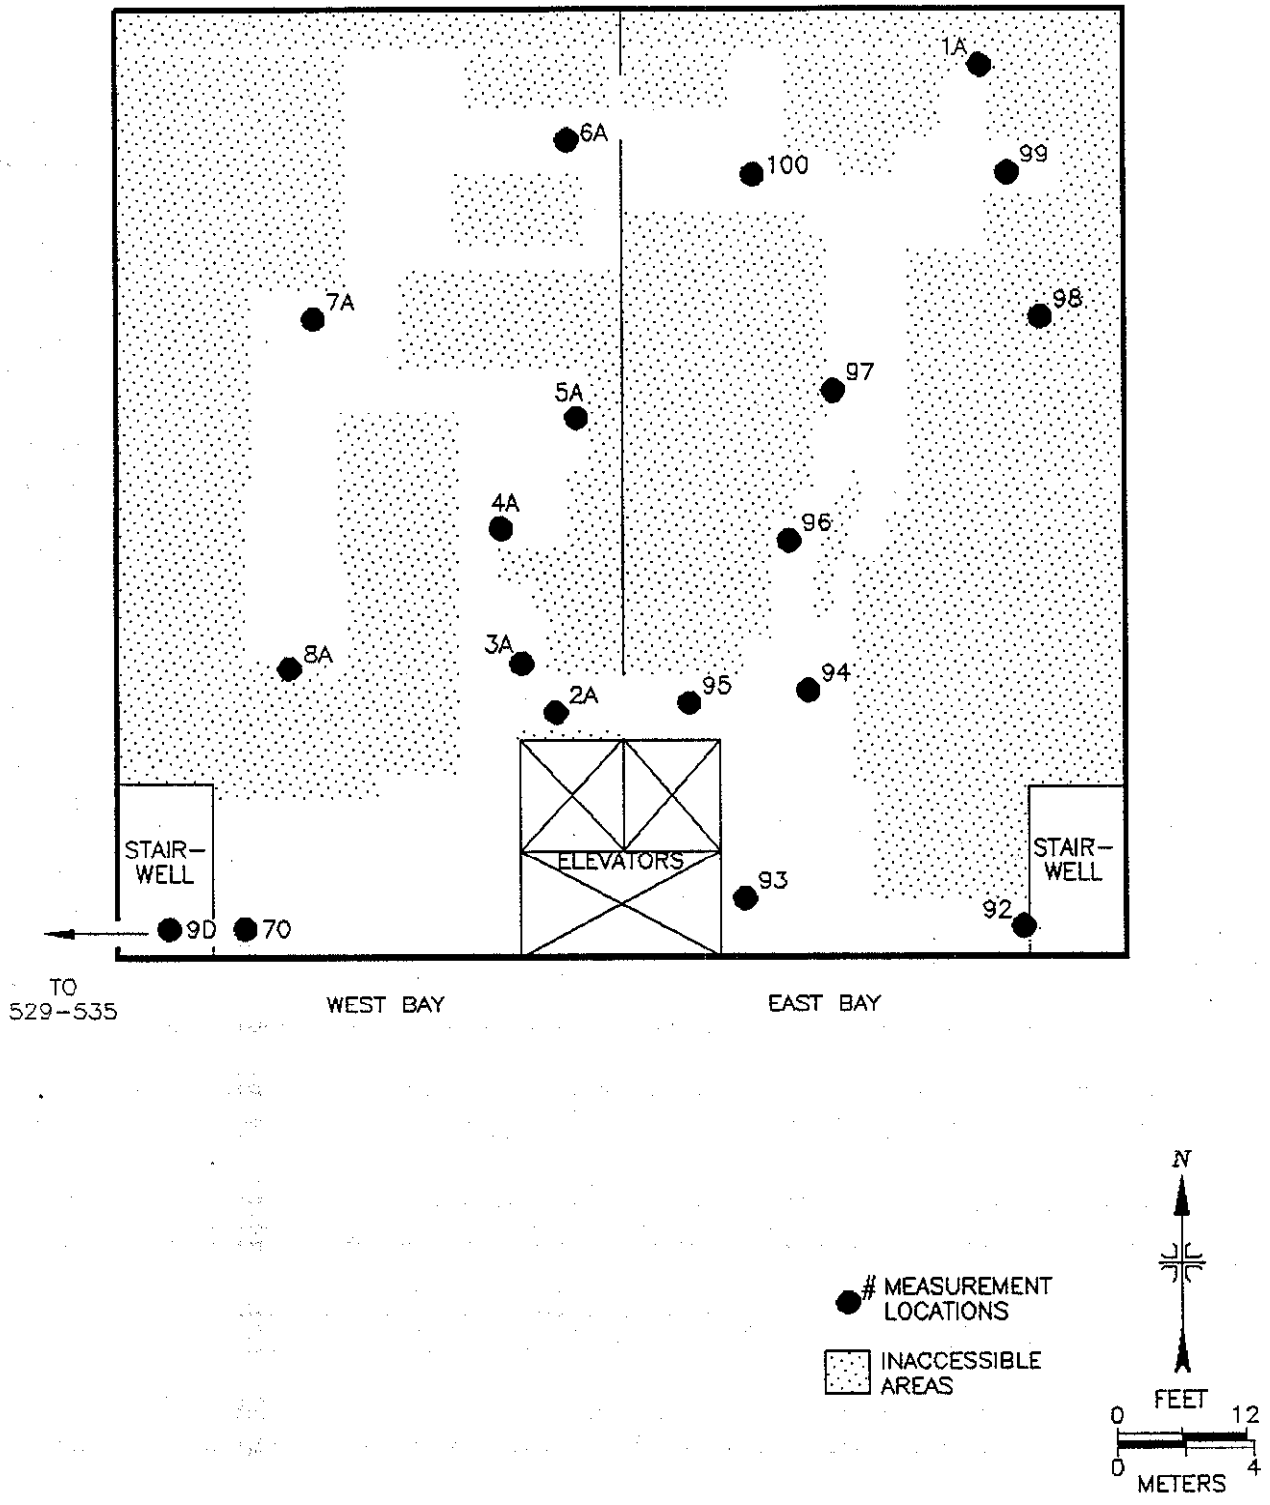 1A
6A
99
100
7A
98
97
5A
4A
96
3A
8A
94
95
2A
STAIR-
WELL
ELEVATORS
STAIR-
WELL
93
92
9D
70
TO
529-535
WEST BAY
EAST BAY
N
# MEASUREMENT
LOCATIONS
INACCESSIBLE
AREAS
FEET
0 12
0 4
METERS